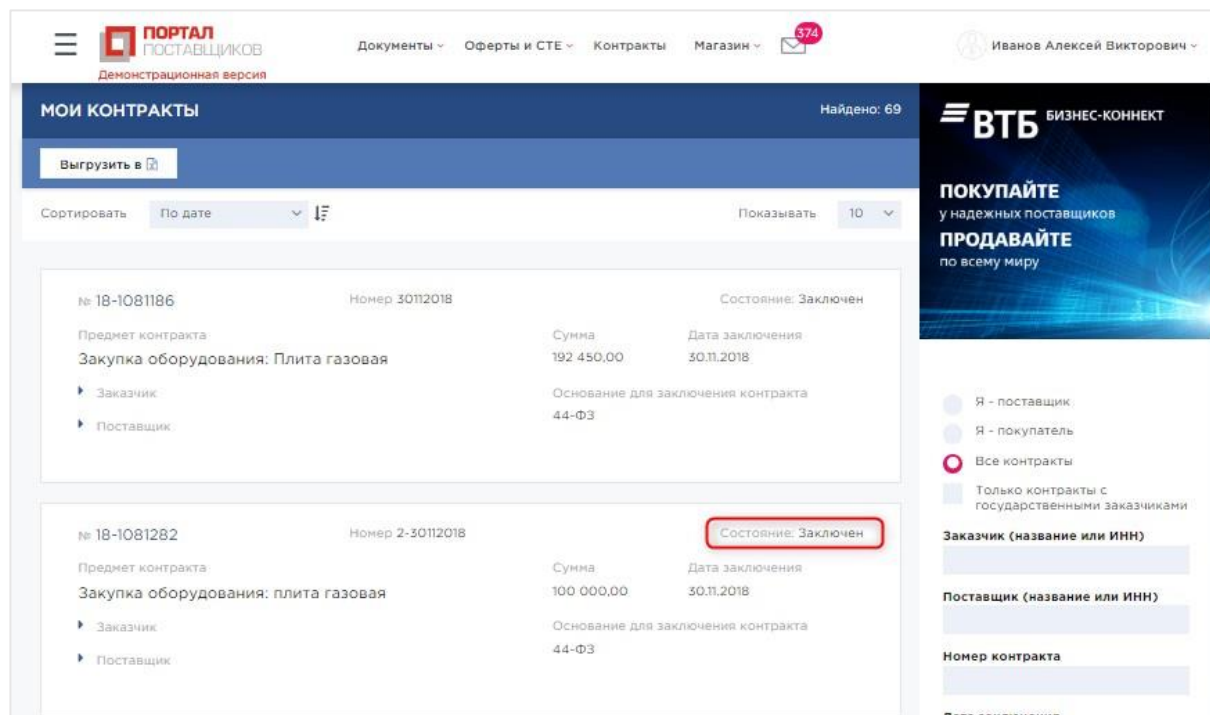 ПОРТАЛ
ПОСТАВЩИКОВ
Демонстрационная версия
Документы Оферты и СТЕ Контракты Магазин 374 Иванов Алексей Викторович
МОИ КОНТРАКТЫ Найдено: 69
Выгрузить в
Сортировать По дате Показывать 10
№ 18-1081186 Номер 30112018 Состояние: Заключен
Предмет контракта Сумма Дата заключения
Закупка оборудования: Плита газовая 192 450,00 30.11.2018
Заказчик Основание для заключения контракта
Поставщик 44-ФЗ
№ 18-1081282 Номер 2-30112018 Состояние: Заключен
Предмет контракта Сумма Дата заключения
Закупка оборудования: плита газовая 100 000,00 30.11.2018
Заказчик Основание для заключения контракта
Поставщик 44-ФЗ
ВТБ БИЗНЕС-КОННЕКТ
ПОКУПАЙТЕ
у надежных поставщиков
ПРОДАВАЙТЕ
по всему миру
Я - поставщик
Я - покупатель
Все контракты
Только контракты с
государственными заказчиками
Заказчик (название или ИНН)
Поставщик (название или ИНН)
Номер контракта
Дата заключения